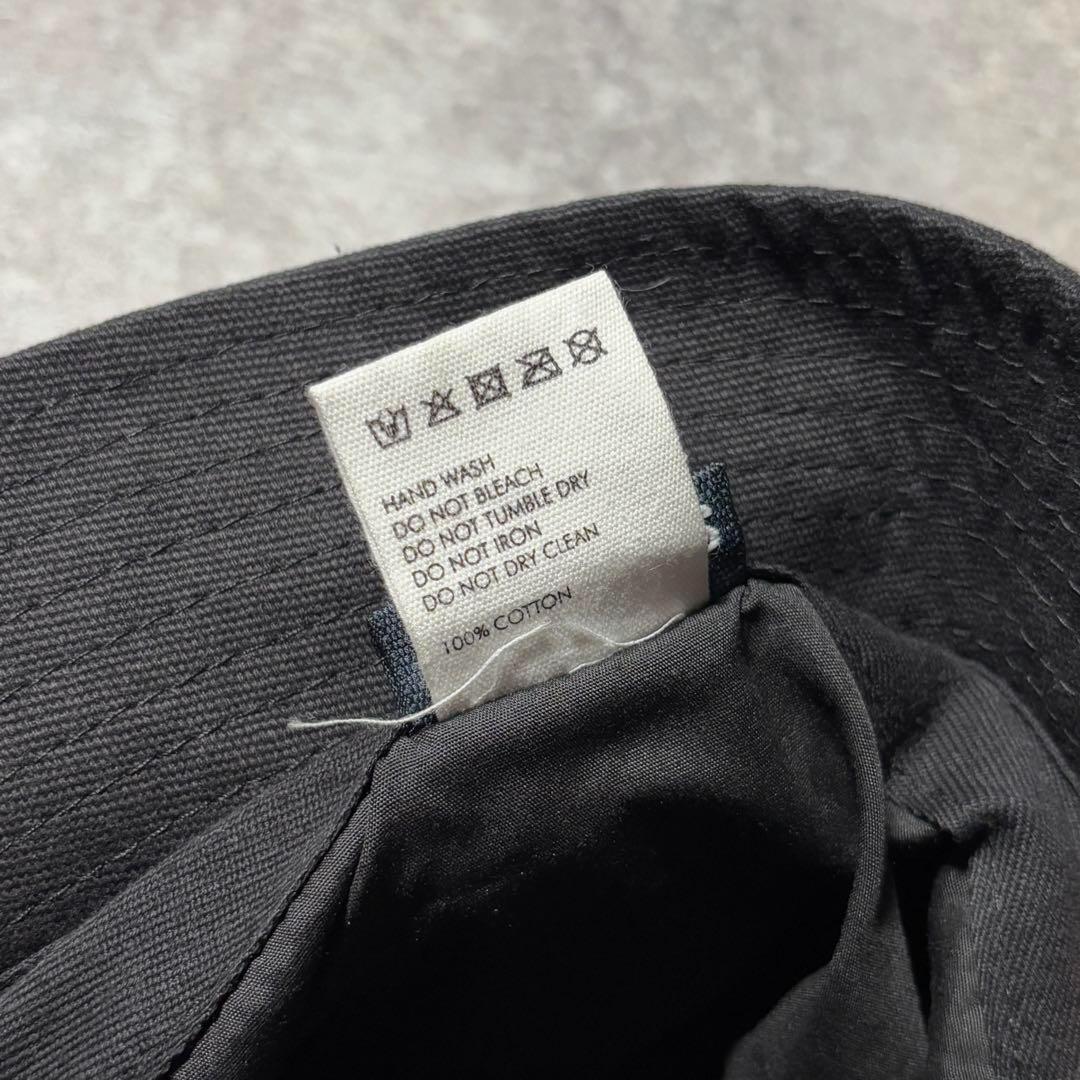 HAND WASH
DO NOT BLEACH
DO NOT TUMBLE DRY
DO NOT IRON
DO NOT DRY CLEAN
100% COTTON